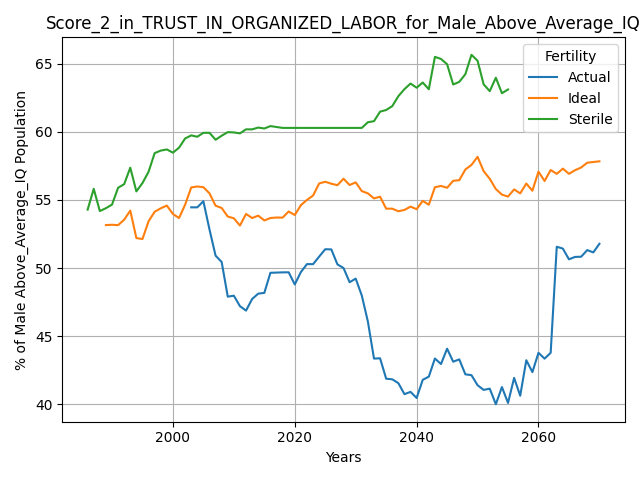 Score_2_in_TRUST_IN_ORGANIZED_LABOR_for_Male_Above_Average_IQ
Fertility
Actual
Ideal
Sterile
% of Male Above_Average_IQ Population
65
60
55
50
45
40
2000
2020
2040
2060
Years